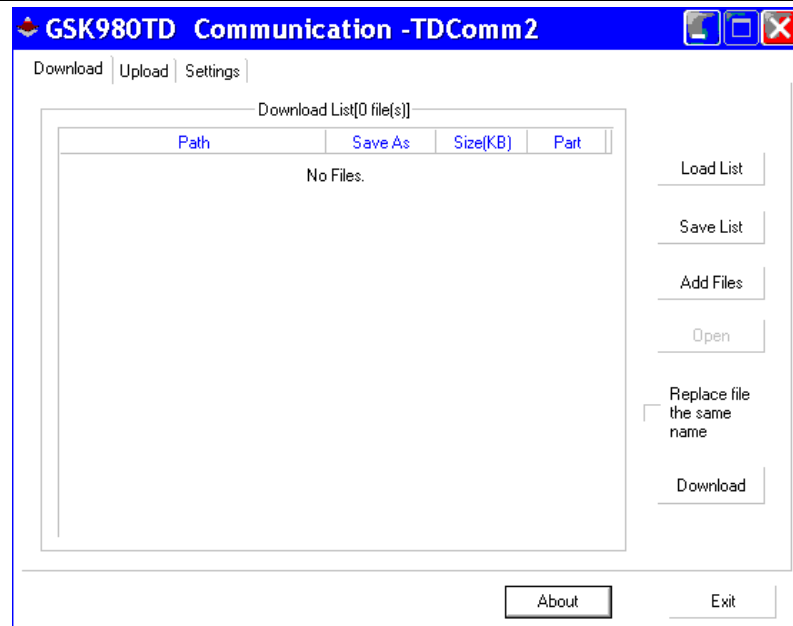 GSK980TD Communication -TDComm2
Download Upload Settings
Download List[0 file(s)]
Path Save As Size(KB) Part
No Files.
Load List
Save List
Add Files
Open
Replace file
the same
name
Download
About Exit